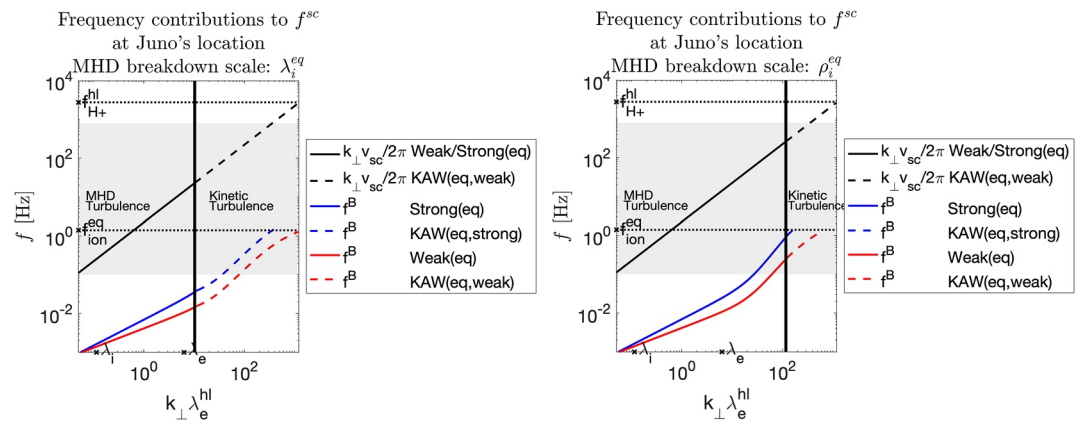 Frequency contributions to f^sc
at Juno's location
MHD breakdown scale: λ_i^eq
10^4
f_H+^hl
10^2
MHD
Turbulence
Kinetic
Turbulence
f_ion^eq
10^0
10^-2
f [Hz]
λ_i
λ_e
10^0
10^2
k_⊥λ_e^hl
k_⊥v_sc/2π Weak/Strong(eq)
k_⊥v_sc/2π KAW(eq,weak)
f^B Strong(eq)
f^B KAW(eq,strong)
f^B Weak(eq)
f^B KAW(eq,weak)
Frequency contributions to f^sc
at Juno's location
MHD breakdown scale: ρ_i^eq
10^4
f_H+^hl
10^2
MHD
Turbulence
Kinetic
Turbulence
f_ion^eq
10^0
10^-2
f [Hz]
λ_i
λ_e
10^0
10^2
k_⊥λ_e^hl
k_⊥v_sc/2π Weak/Strong(eq)
k_⊥v_sc/2π KAW(eq,weak)
f^B Strong(eq)
f^B KAW(eq,strong)
f^B Weak(eq)
f^B KAW(eq,weak)